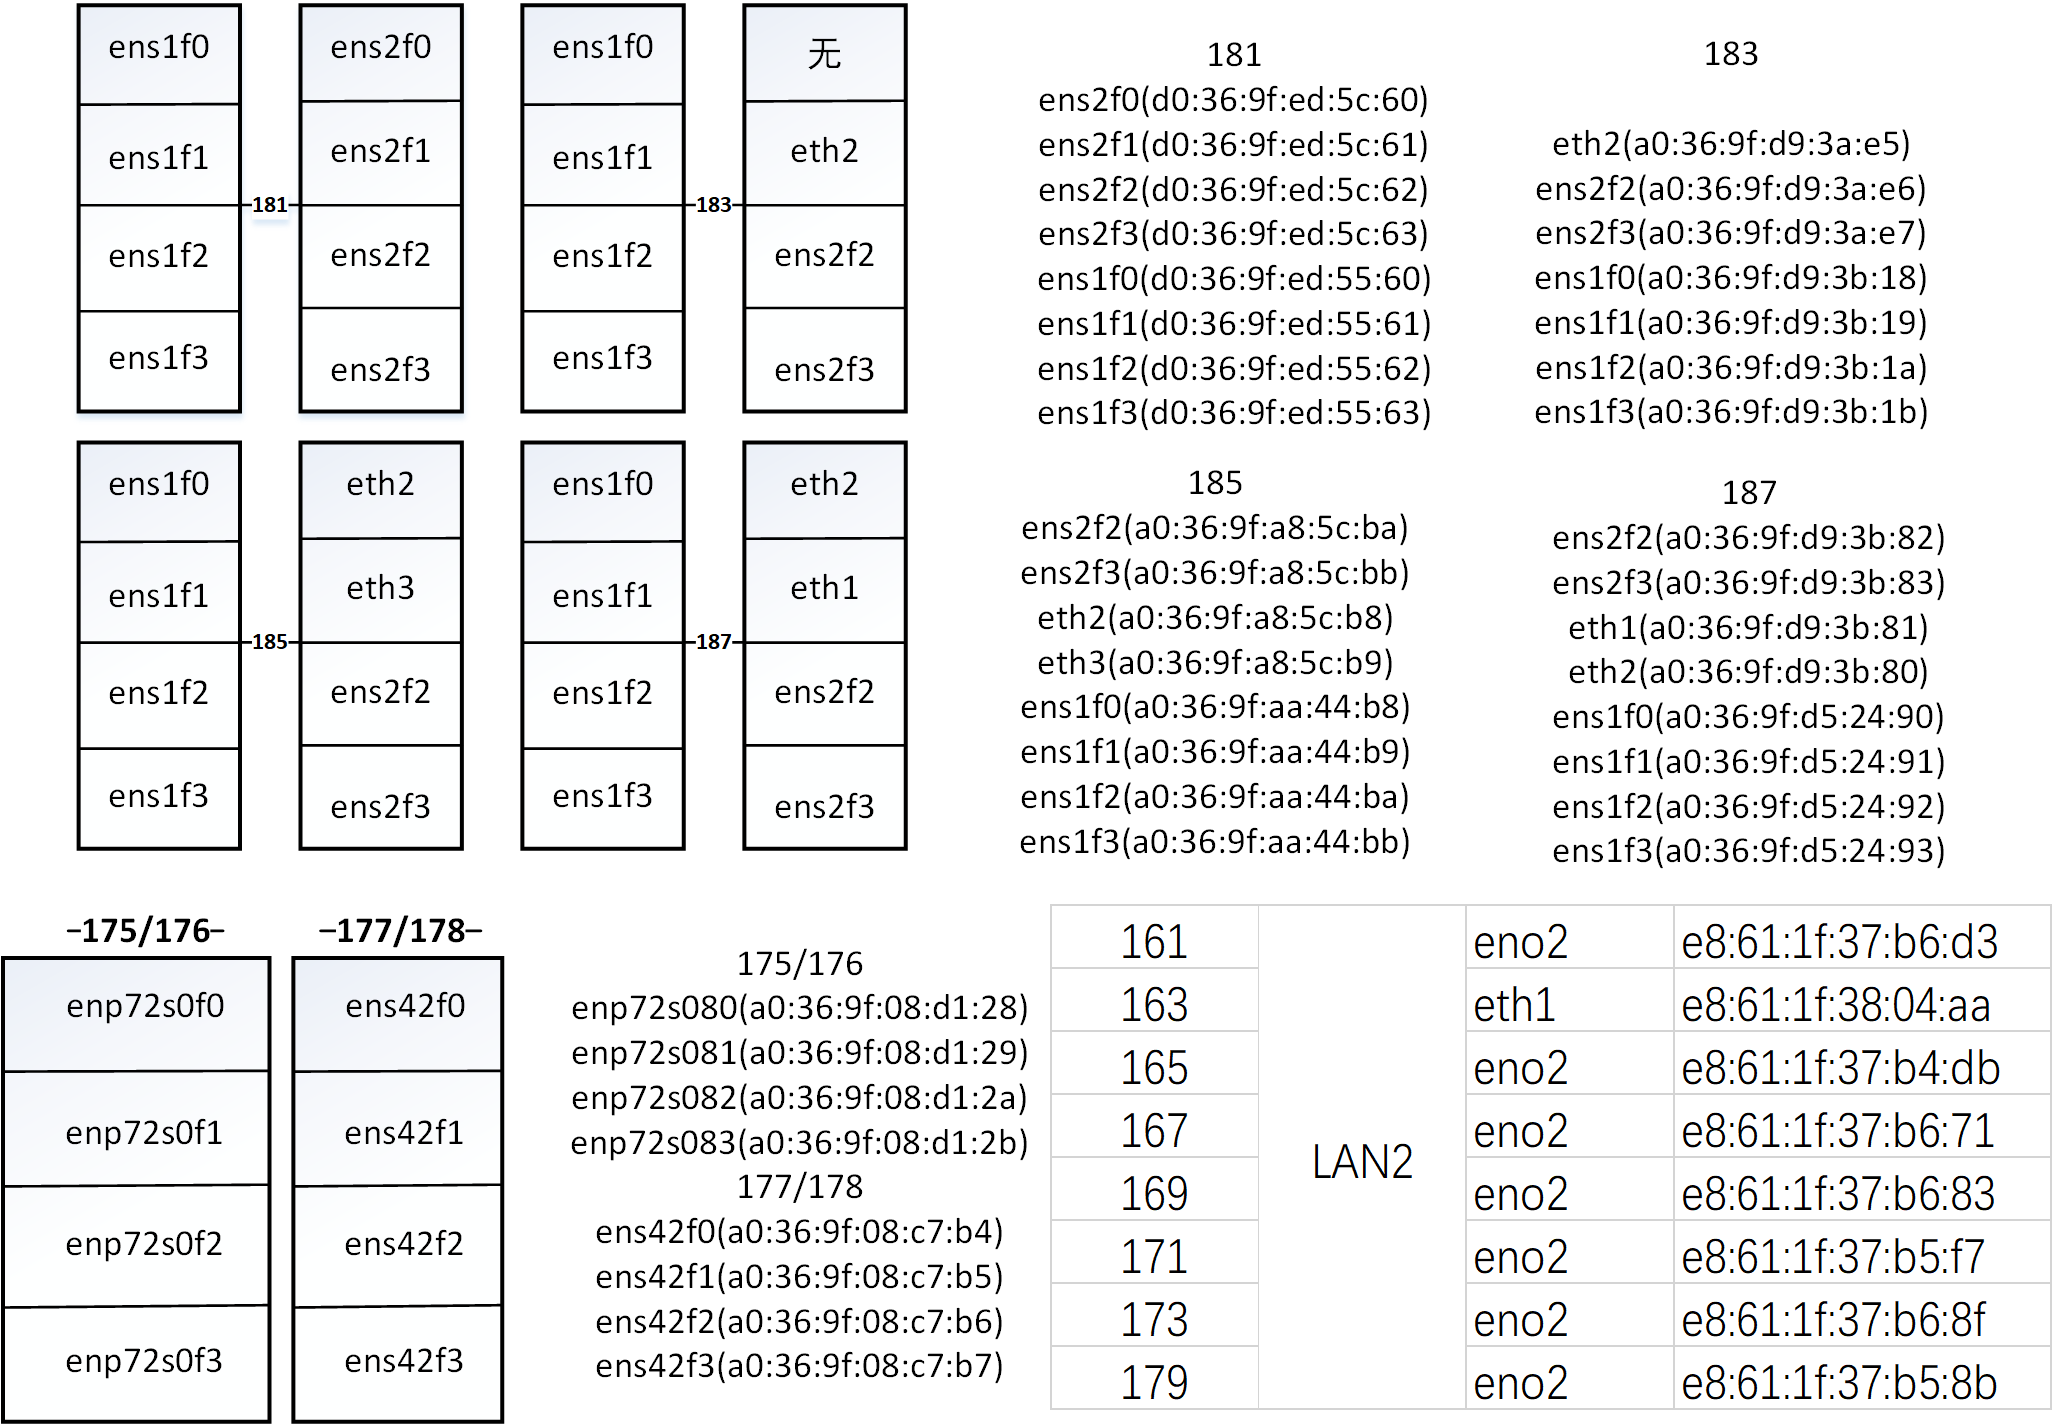 ens1f0
ens1f1
ens1f2
ens1f3
181
ens2f0
ens2f1
ens2f2
ens2f3
ens1f0
ens1f1
ens1f2
ens1f3
183
无
eth2
ens2f2
ens2f3
181
ens2f0(d0:36:9f:ed:5c:60)
ens2f1(d0:36:9f:ed:5c:61)
ens2f2(d0:36:9f:ed:5c:62)
ens2f3(d0:36:9f:ed:5c:63)
ens1f0(d0:36:9f:ed:55:60)
ens1f1(d0:36:9f:ed:55:61)
ens1f2(d0:36:9f:ed:55:62)
ens1f3(d0:36:9f:ed:55:63)
183
eth2(a0:36:9f:d9:3a:e5)
ens2f2(a0:36:9f:d9:3a:e6)
ens2f3(a0:36:9f:d9:3a:e7)
ens1f0(a0:36:9f:d9:3b:18)
ens1f1(a0:36:9f:d9:3b:19)
ens1f2(a0:36:9f:d9:3b:1a)
ens1f3(a0:36:9f:d9:3b:1b)
ens1f0
ens1f1
ens1f2
ens1f3
185
eth2
eth3
ens2f2
ens2f3
ens1f0
ens1f1
ens1f2
ens1f3
187
eth2
eth1
ens2f2
ens2f3
185
ens2f2(a0:36:9f:a8:5c:ba)
ens2f3(a0:36:9f:a8:5c:bb)
eth2(a0:36:9f:a8:5c:b8)
eth3(a0:36:9f:a8:5c:b9)
ens1f0(a0:36:9f:aa:44:b8)
ens1f1(a0:36:9f:aa:44:b9)
ens1f2(a0:36:9f:aa:44:ba)
ens1f3(a0:36:9f:aa:44:bb)
187
ens2f2(a0:36:9f:d9:3b:82)
ens2f3(a0:36:9f:d9:3b:83)
eth1(a0:36:9f:d9:3b:81)
eth2(a0:36:9f:d9:3b:80)
ens1f0(a0:36:9f:d5:24:90)
ens1f1(a0:36:9f:d5:24:91)
ens1f2(a0:36:9f:d5:24:92)
ens1f3(a0:36:9f:d5:24:93)
–175/176–
enp72s0f0
enp72s0f1
enp72s0f2
enp72s0f3
–177/178–
ens42f0
ens42f1
ens42f2
ens42f3
175/176
enp72s080(a0:36:9f:08:d1:28)
enp72s081(a0:36:9f:08:d1:29)
enp72s082(a0:36:9f:08:d1:2a)
enp72s083(a0:36:9f:08:d1:2b)
177/178
ens42f0(a0:36:9f:08:c7:b4)
ens42f1(a0:36:9f:08:c7:b5)
ens42f2(a0:36:9f:08:c7:b6)
ens42f3(a0:36:9f:08:c7:b7)
161 eno2 e8:61:1f:37:b6:d3
163 eth1 e8:61:1f:38:04:aa
165 eno2 e8:61:1f:37:b4:db
167 eno2 e8:61:1f:37:b6:71
LAN2
169 eno2 e8:61:1f:37:b6:83
171 eno2 e8:61:1f:37:b5:f7
173 eno2 e8:61:1f:37:b6:8f
179 eno2 e8:61:1f:37:b5:8b